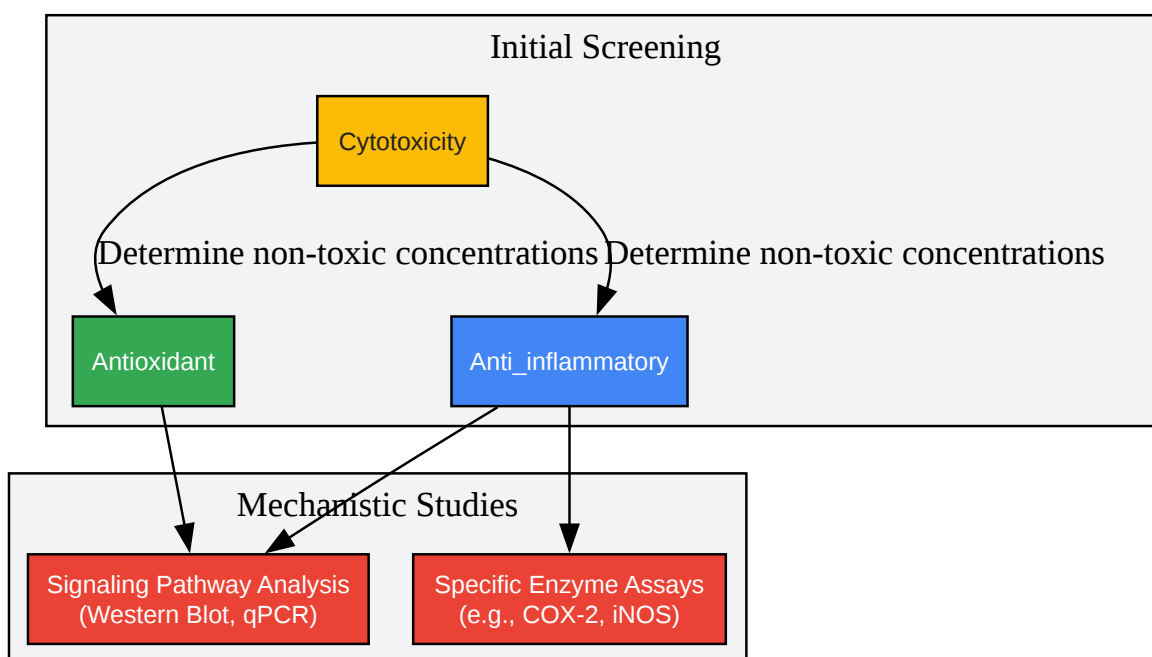 Initial Screening
Cytotoxicity
Determine non-toxic concentrations
Determine non-toxic concentrations
Antioxidant
Anti_inflammatory
Mechanistic Studies
Signaling Pathway Analysis
(Western Blot, qPCR)
Specific Enzyme Assays
(e.g., COX-2, iNOS)